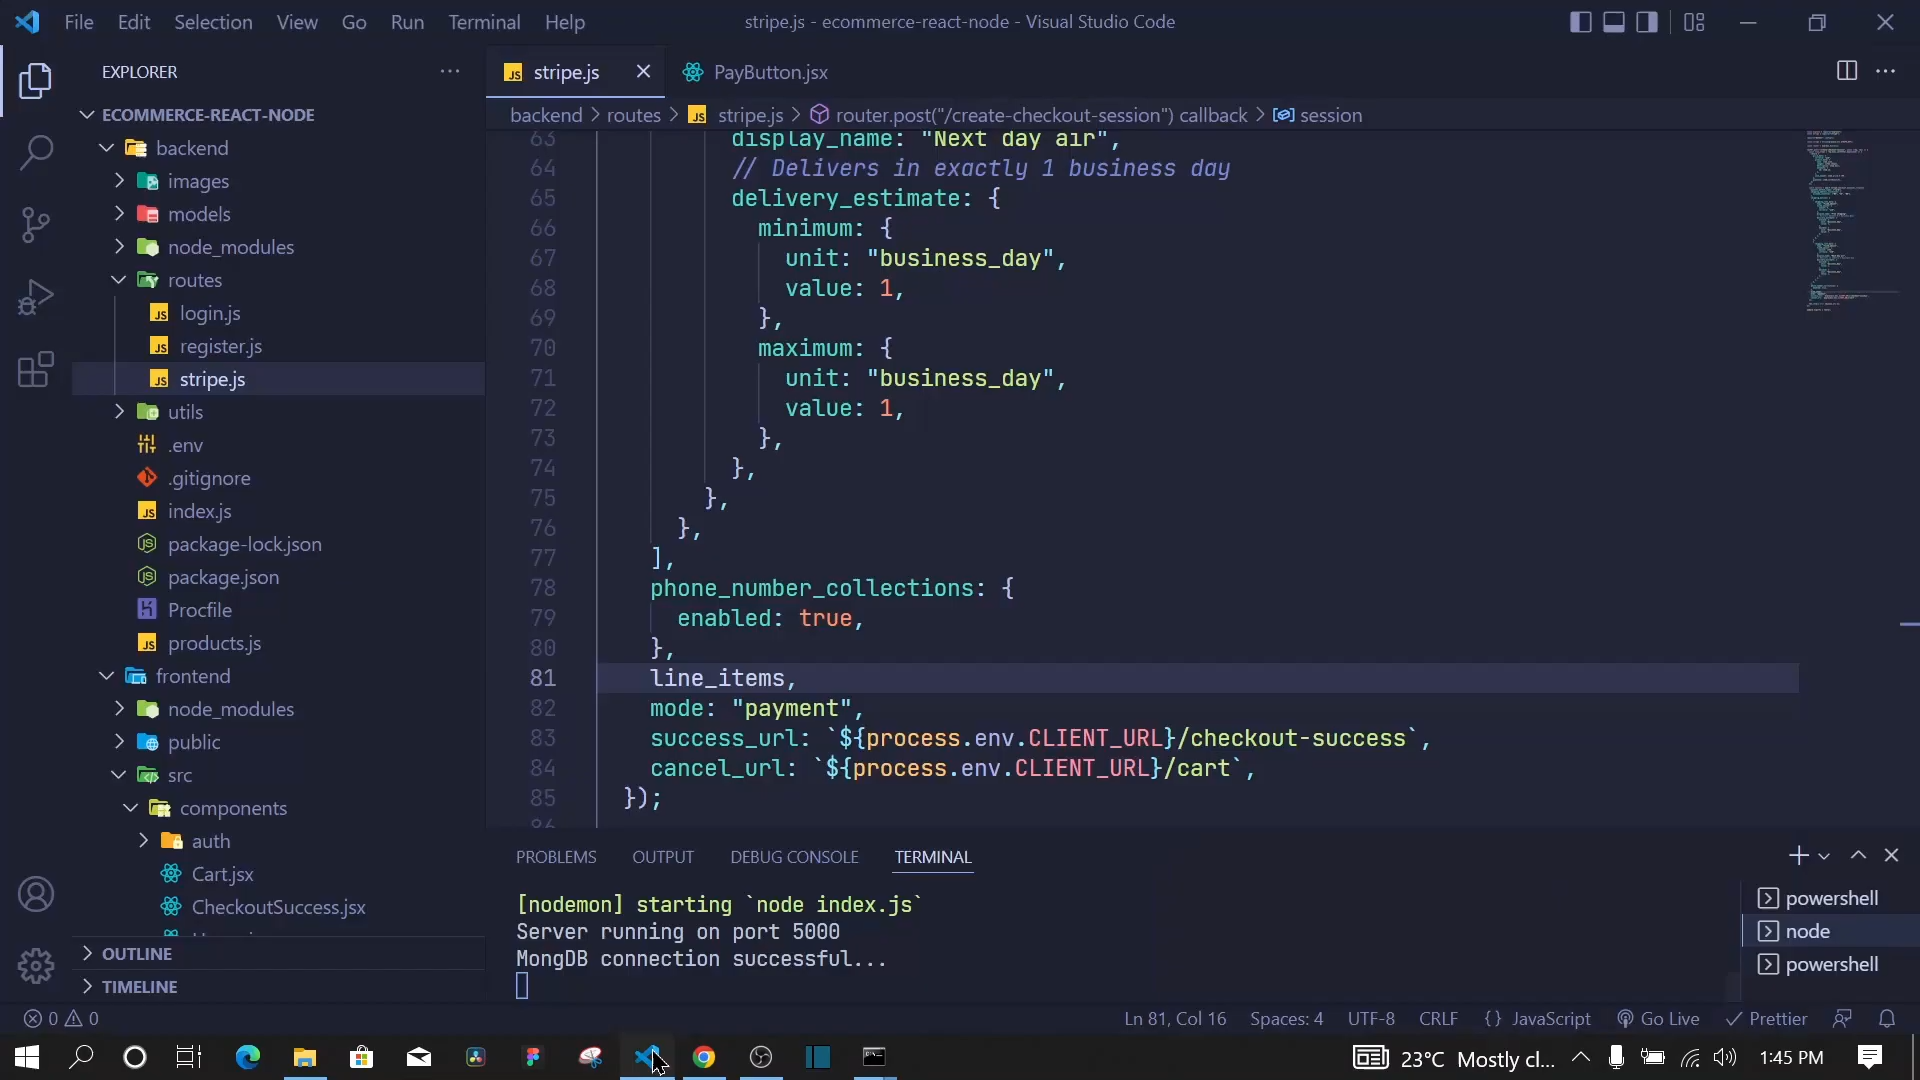 File Edit Selection View Go Run Terminal Help
stripe.js - ecommerce-react-node - Visual Studio Code
EXPLORER
ECOMMERCE-REACT-NODE
backend
images
models
node_modules
routes
JS login.js
JS register.js
JS stripe.js
utils
.env
.gitignore
JS index.js
package-lock.json
package.json
Procfile
JS products.js
frontend
node_modules
public
src
components
auth
Cart.jsx
CheckoutSuccess.jsx
OUTLINE
TIMELINE
JS stripe.js
PayButton.jsx
backend > routes > JS stripe.js > router.post("/create-checkout-session") callback > session
63 display_name: "Next day air",
64 // Delivers in exactly 1 business day
65 delivery_estimate: {
66 minimum: {
67 unit: "business_day",
68 value: 1,
69 },
70 maximum: {
71 unit: "business_day",
72 value: 1,
73 },
74 },
75 },
76 },
77 ],
78 phone_number_collections: {
79 enabled: true,
80 },
81 line_items,
82 mode: "payment",
83 success_url: `${process.env.CLIENT_URL}/checkout-success`,
84 cancel_url: `${process.env.CLIENT_URL}/cart`,
85 });
86
PROBLEMS OUTPUT DEBUG CONSOLE TERMINAL
[nodemon] starting `node index.js`
Server running on port 5000
MongDB connection successful...
powershell
node
powershell
0 0
Ln 81, Col 16 Spaces: 4 UTF-8 CRLF {} JavaScript Go Live Prettier
23°C Mostly cl... 1:45 PM